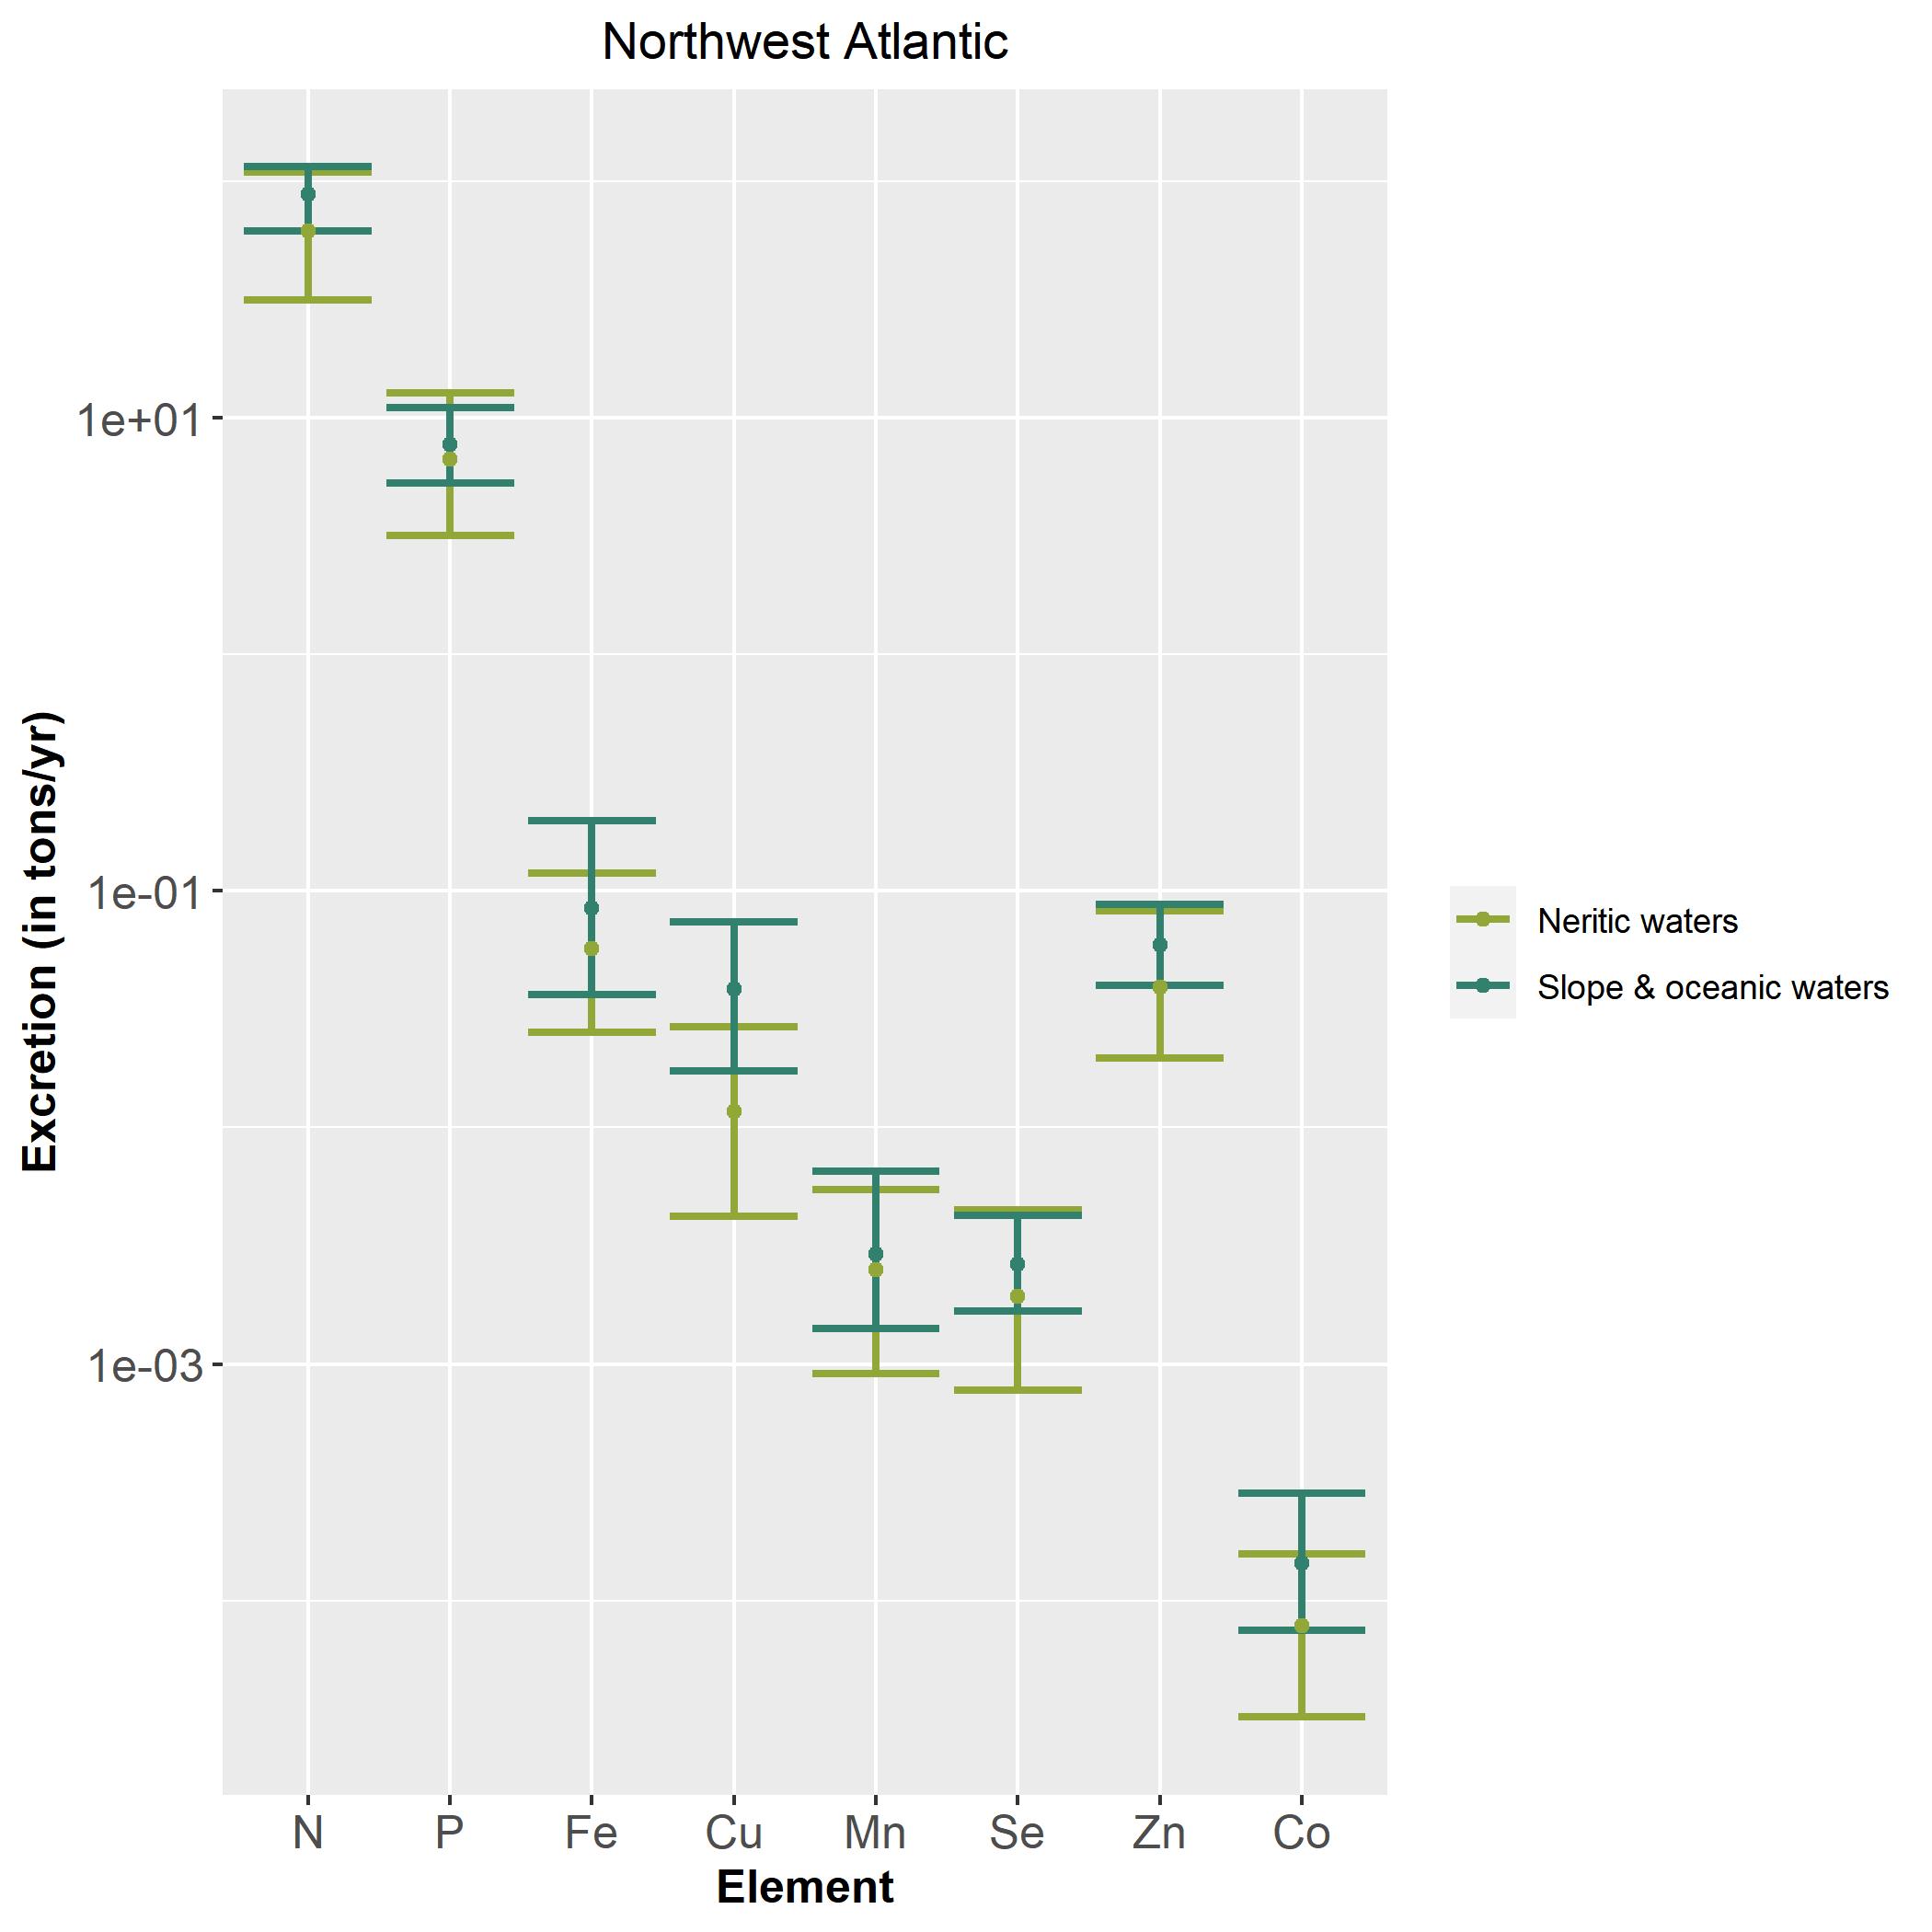 Northwest Atlantic
Excretion (in tons/yr)
1e+01
1e-01
1e-03
N P Fe Cu Mn Se Zn Co
Element
Neritic waters
Slope & oceanic waters